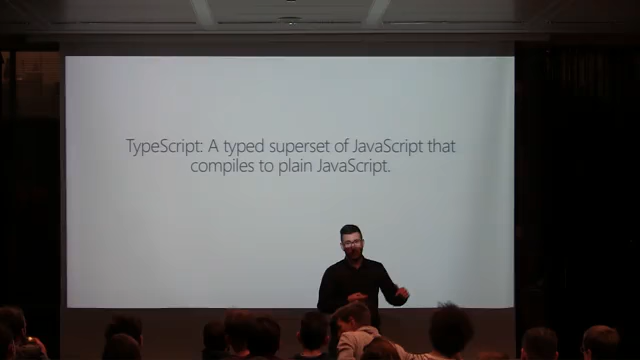 TypeScript: A typed superset of JavaScript that
compiles to plain JavaScript.